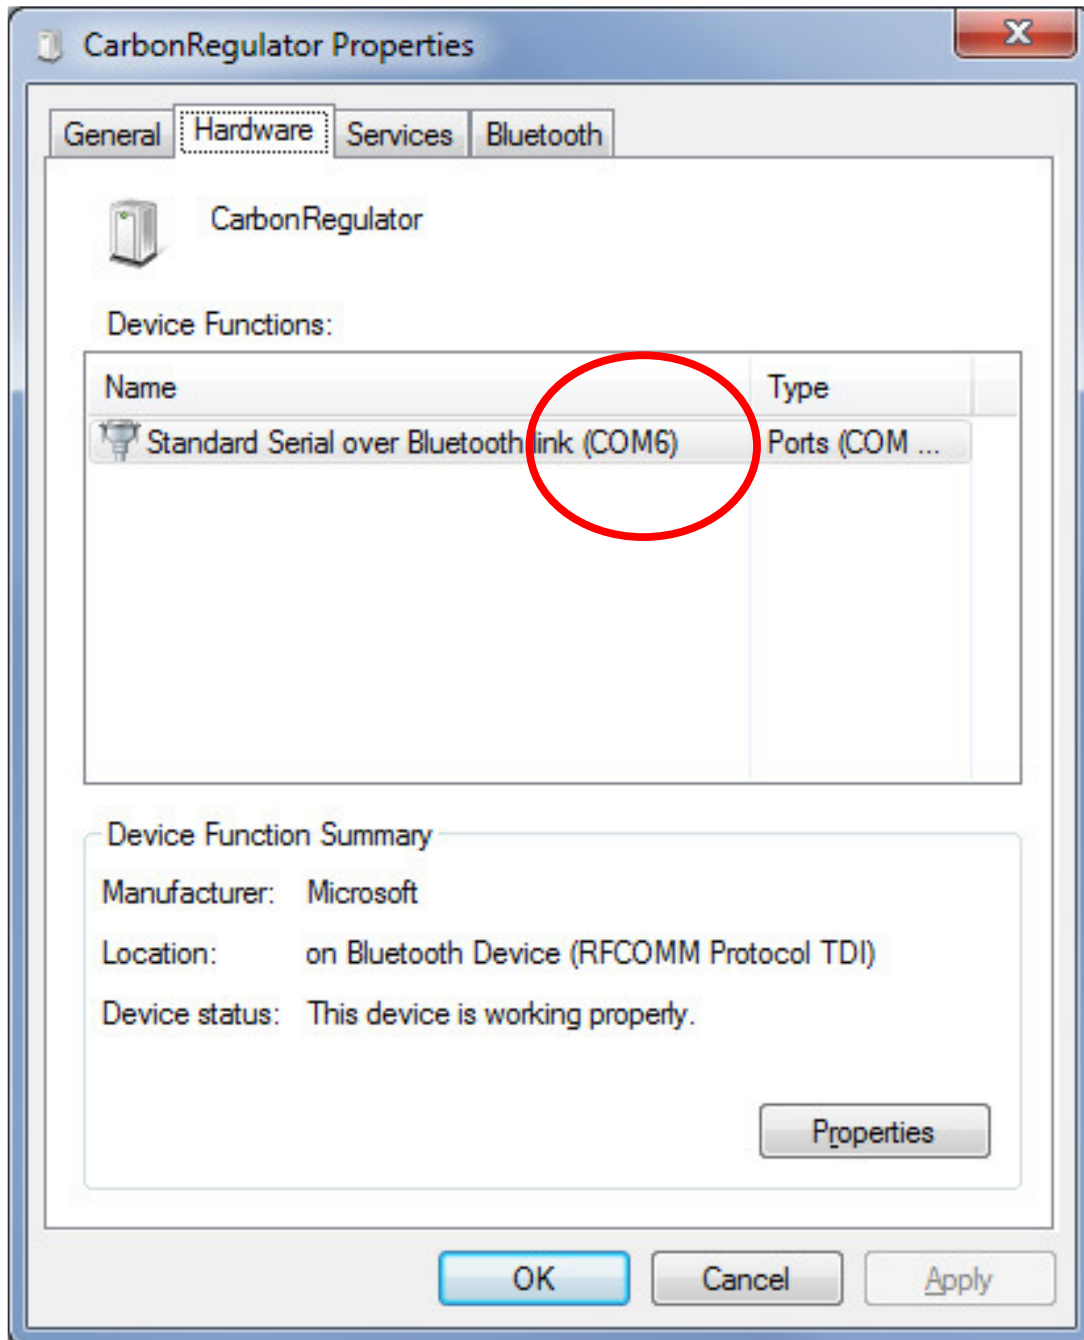 CarbonRegulator Properties
General Hardware Services Bluetooth
CarbonRegulator
Device Functions:
Name Type
Standard Serial over Bluetooth link (COM6) Ports (COM ...
Device Function Summary
Manufacturer: Microsoft
Location: on Bluetooth Device (RFCOMM Protocol TDI)
Device status: This device is working properly.
Properties
OK Cancel Apply